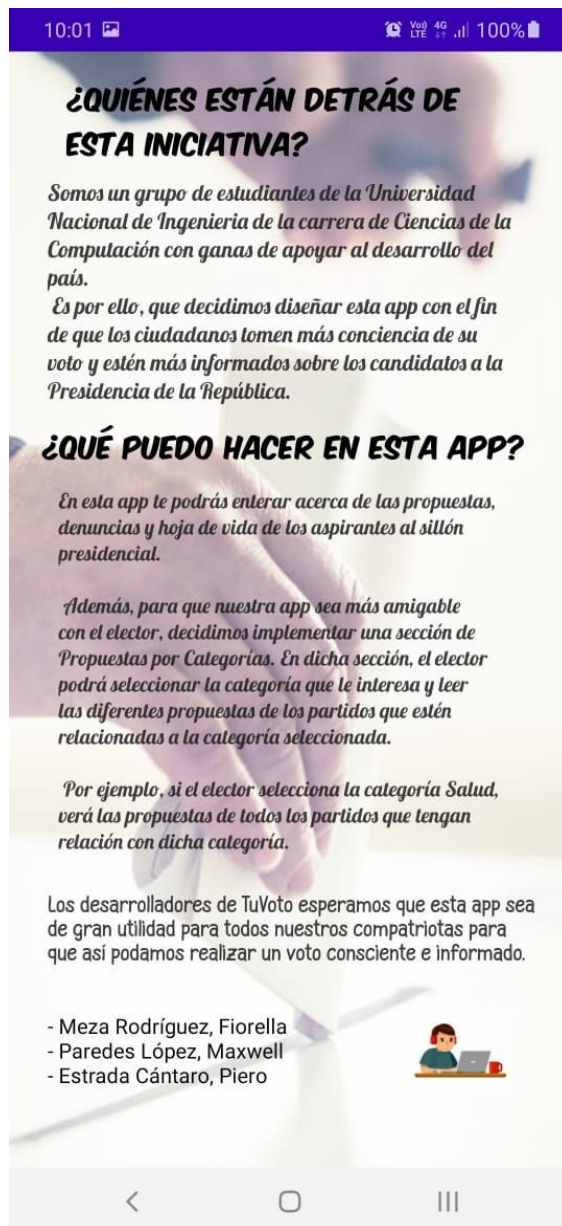 10:01
Vo)) 4G
LTE
100%
¿QUIÉNES ESTÁN DETRÁS DE
ESTA INICIATIVA?
Somos un grupo de estudiantes de la Universidad
Nacional de Ingenieria de la carrera de Ciencias de la
Computación con ganas de apoyar al desarrollo del
país.
Es por ello, que decidimos diseñar esta app con el fin
de que los ciudadanos tomen más conciencia de su
voto y estén más informados sobre los candidatos a la
Presidencia de la República.
¿QUÉ PUEDO HACER EN ESTA APP?
En esta app te podrás enterar acerca de las propuestas,
denuncias y hoja de vida de los aspirantes al sillón
presidencial.
Además, para que nuestra app sea más amigable
con el elector, decidimos implementar una sección de
Propuestas por Categorías. En dicha sección, el elector
podrá seleccionar la categoría que le interesa y leer
las diferentes propuestas de los partidos que estén
relacionadas a la categoría seleccionada.
Por ejemplo, si el elector selecciona la categoría Salud,
verá las propuestas de todos los partidos que tengan
relación con dicha categoría.
Los desarrolladores de TuVoto esperamos que esta app sea
de gran utilidad para todos nuestros compatriotas para
que así podamos realizar un voto consciente e informado.
- Meza Rodríguez, Fiorella
- Paredes López, Maxwell
- Estrada Cántaro, Piero